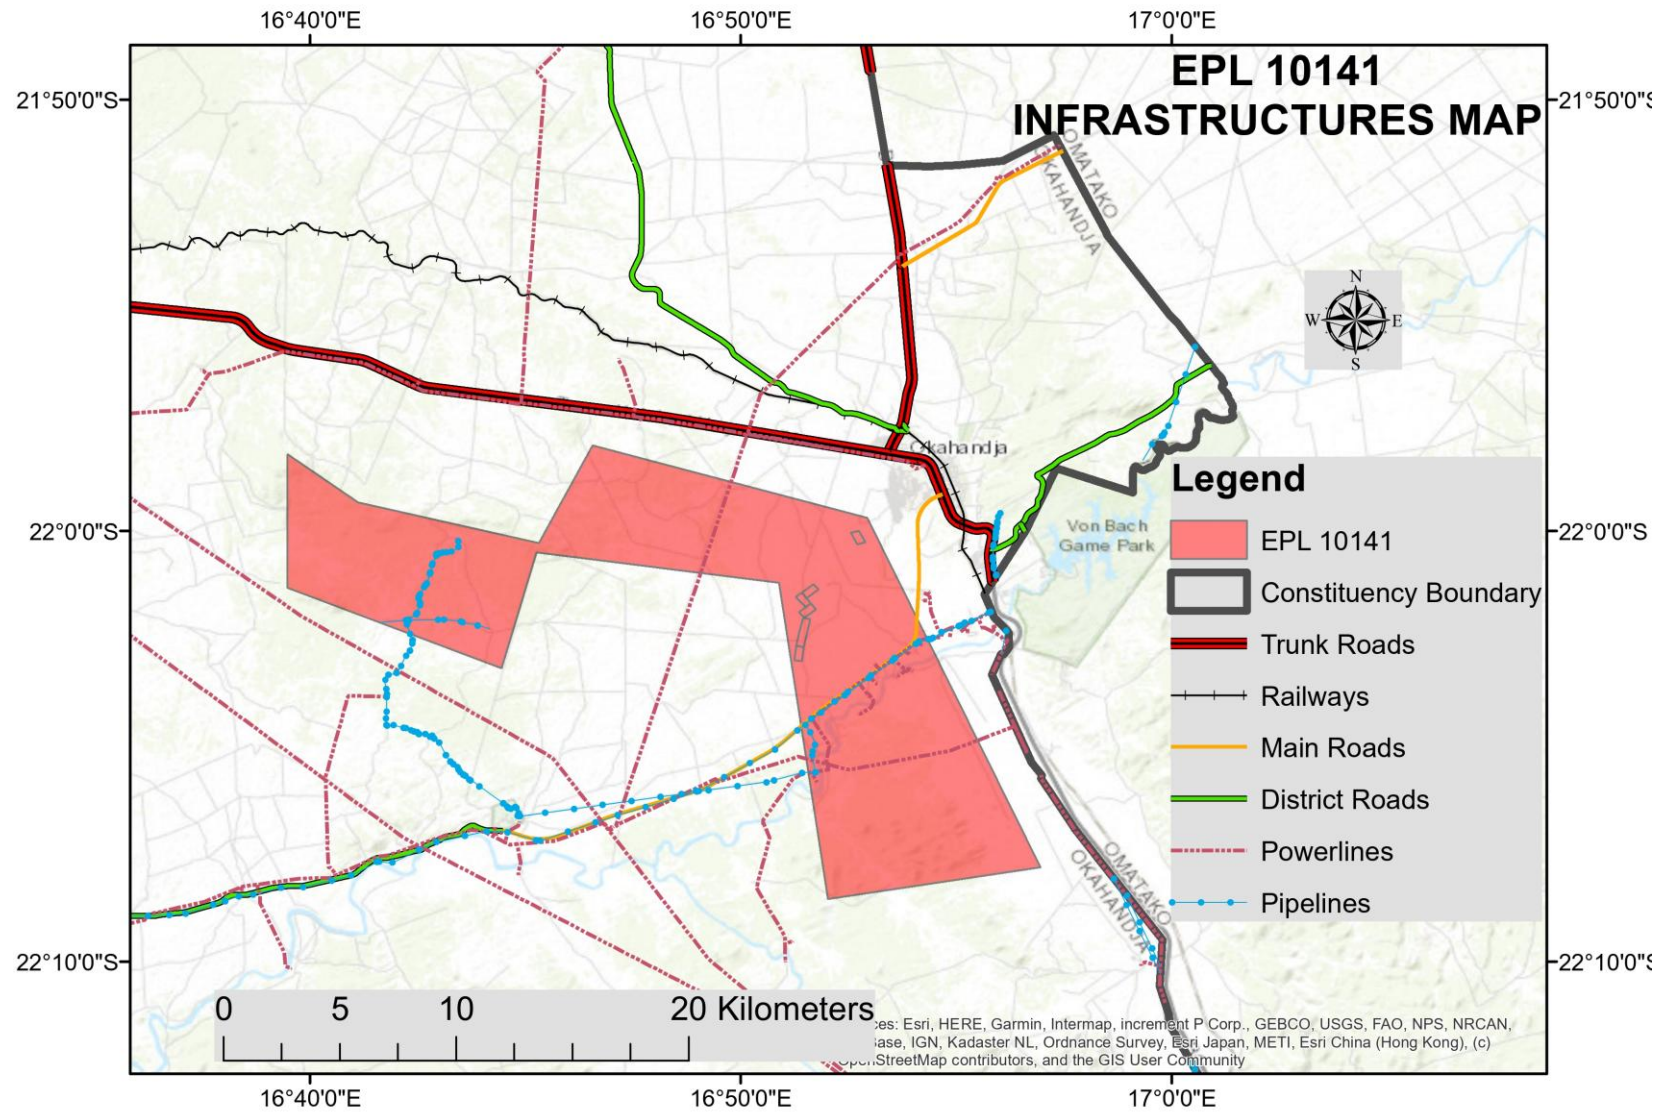 16°40'0"E 16°50'0"E 17°0'0"E
EPL 10141
INFRASTRUCTURES MAP
21°50'0"S 21°50'0"S
OMATAKO
OKAHANDJA
N
W E
S
Okahandja
Von Bach
Game Park
22°0'0"S 22°0'0"S
Legend
EPL 10141
Constituency Boundary
Trunk Roads
Railways
Main Roads
District Roads
Powerlines
Pipelines
OMATAKO
OKAHANDJA
22°10'0"S 22°10'0"S
0 5 10 20 Kilometers
ces: Esri, HERE, Garmin, Intermap, increment P Corp., GEBCO, USGS, FAO, NPS, NRCAN,
Base, IGN, Kadaster NL, Ordnance Survey, Esri Japan, METI, Esri China (Hong Kong), (c)
OpenStreetMap contributors, and the GIS User Community
16°40'0"E 16°50'0"E 17°0'0"E